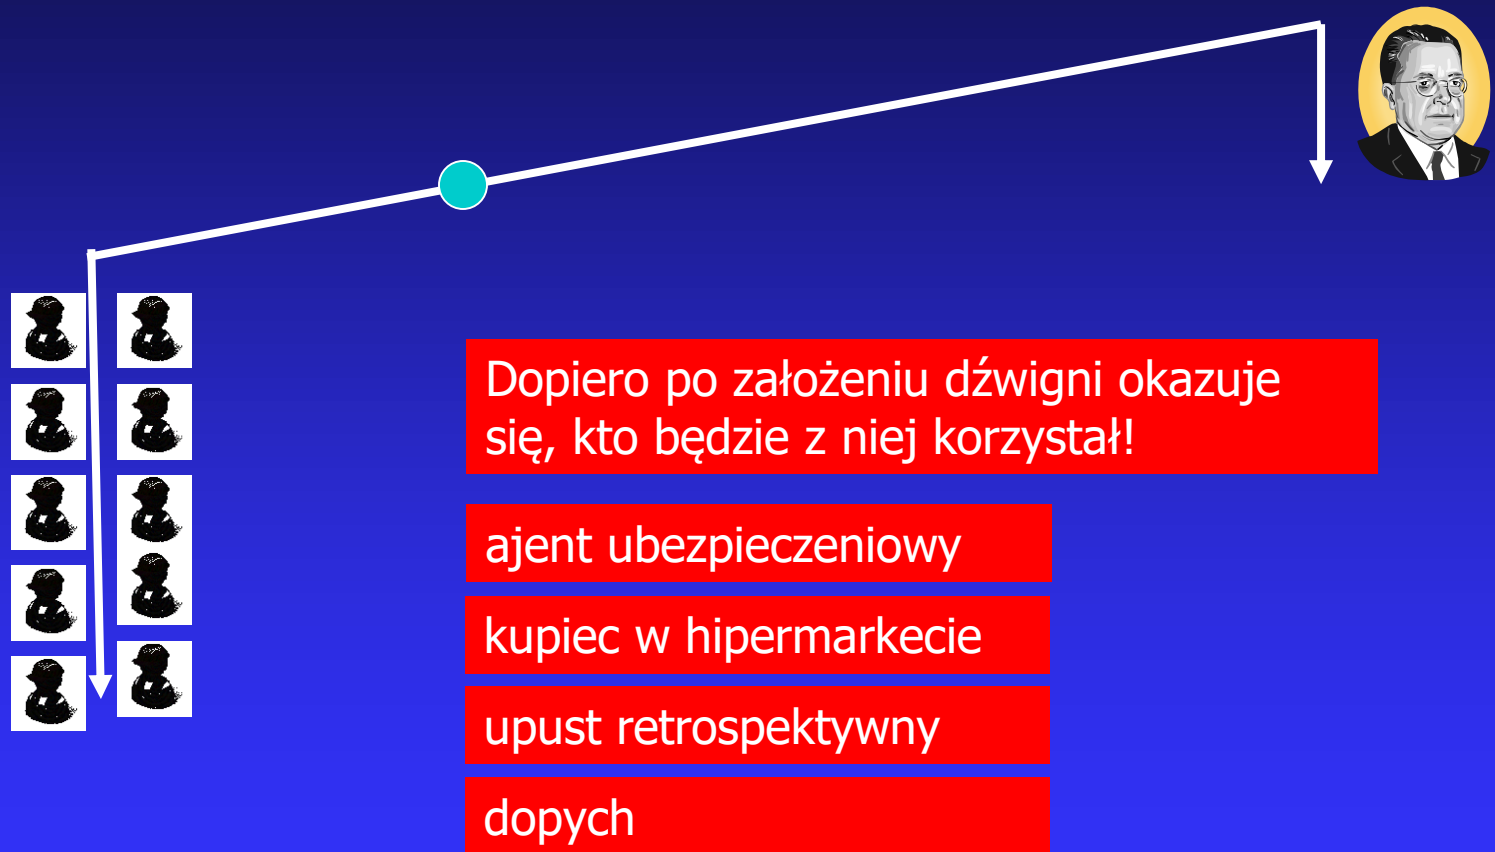 Dopiero po założeniu dźwigni okazuje
się, kto będzie z niej korzystał!
ajent ubezpieczeniowy
kupiec w hipermarkecie
upust retrospektywny
dopych